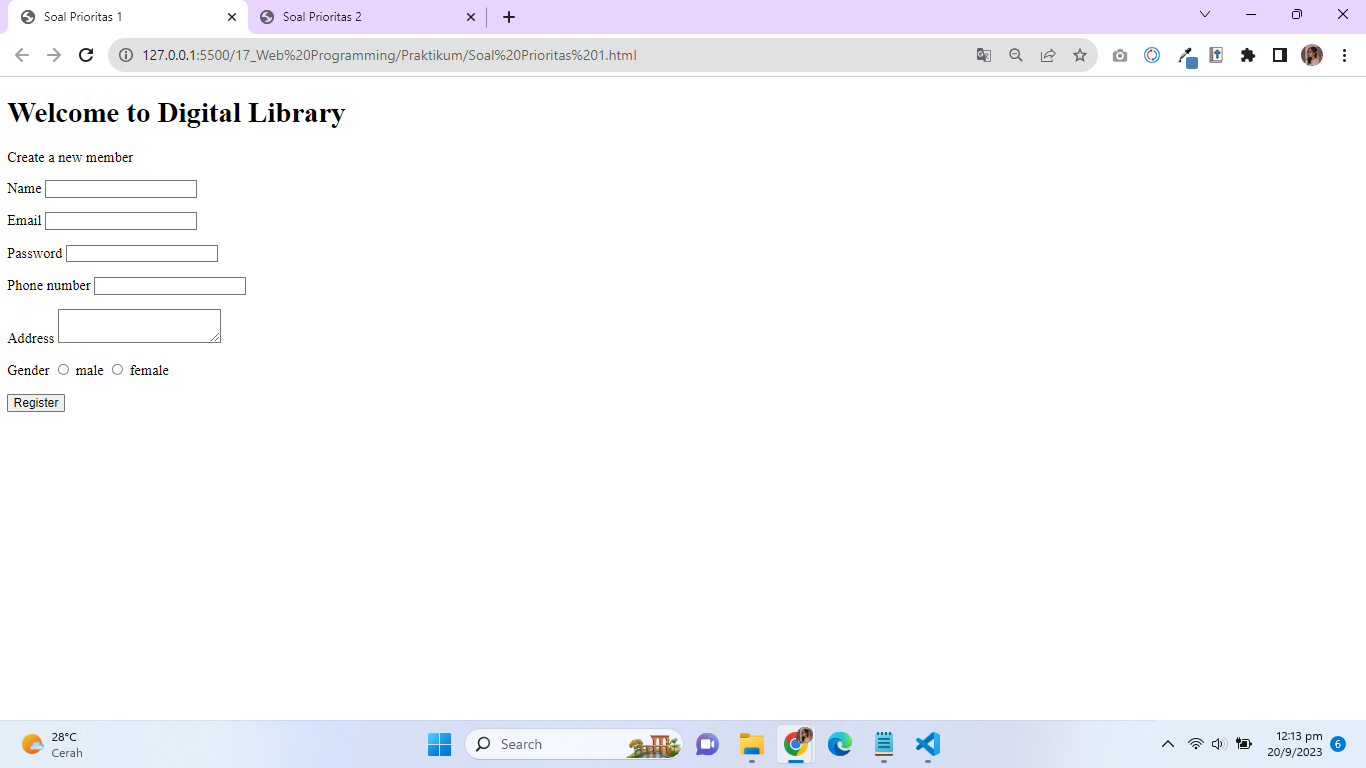 Soal Prioritas 1
Soal Prioritas 2
127.0.0.1:5500/17_Web%20Programming/Praktikum/Soal%20Prioritas%201.html
Welcome to Digital Library
Create a new member
Name
Email
Password
Phone number
Address
Gender male female
Register
28°C
Cerah
Search
12:13 pm
20/9/2023
6